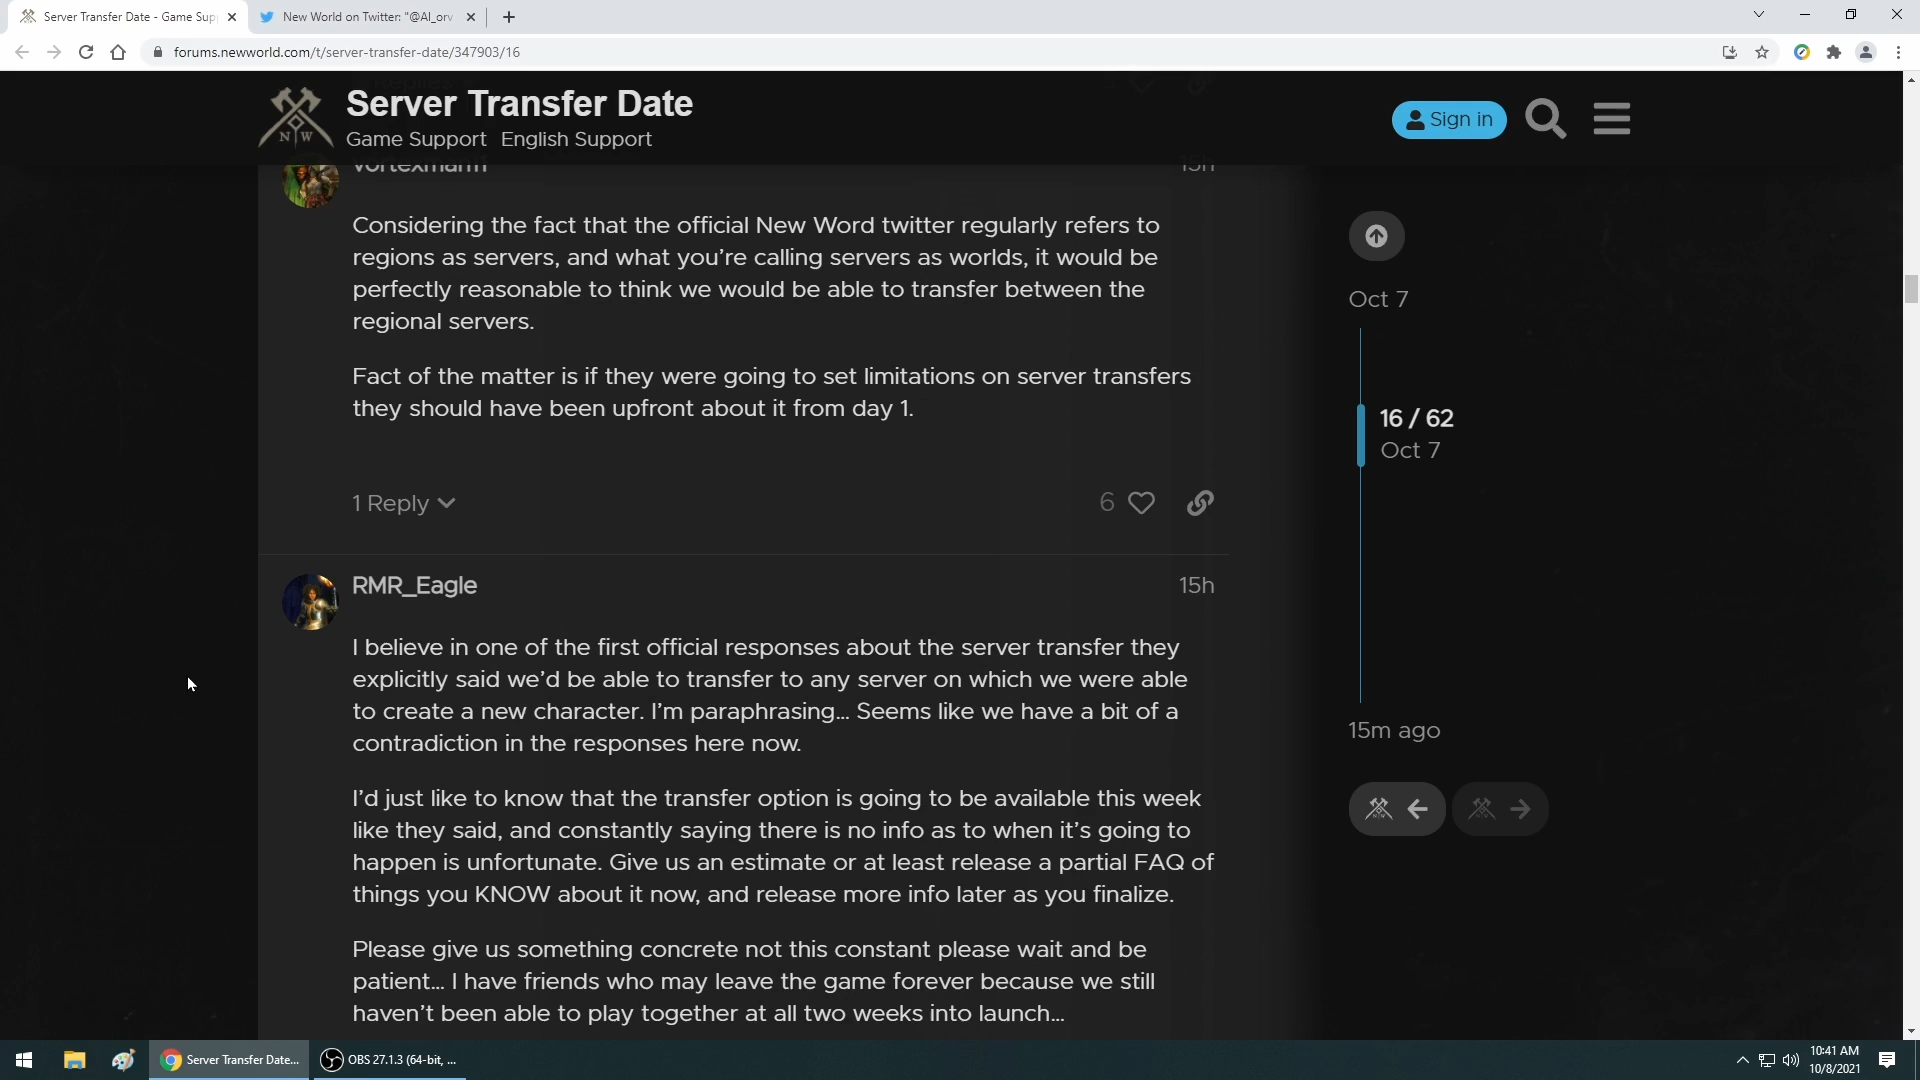 Server Transfer Date - Game Sup
New World on Twitter: "@AI_orv
forums.newworld.com/t/server-transfer-date/347903/16
Server Transfer Date
Game Support English Support
Sign in
N W
Vortexman11
15h
Considering the fact that the official New Word twitter regularly refers to
regions as servers, and what you're calling servers as worlds, it would be
perfectly reasonable to think we would be able to transfer between the
regional servers.
Fact of the matter is if they were going to set limitations on server transfers
they should have been upfront about it from day 1.
1 Reply
6
RMR_Eagle
15h
I believe in one of the first official responses about the server transfer they
explicitly said we'd be able to transfer to any server on which we were able
to create a new character. I'm paraphrasing... Seems like we have a bit of a
contradiction in the responses here now.
I'd just like to know that the transfer option is going to be available this week
like they said, and constantly saying there is no info as to when it's going to
happen is unfortunate. Give us an estimate or at least release a partial FAQ of
things you KNOW about it now, and release more info later as you finalize.
Please give us something concrete not this constant please wait and be
patient... I have friends who may leave the game forever because we still
haven't been able to play together at all two weeks into launch...
Oct 7
16 / 62
Oct 7
15m ago
Server Transfer Date...
OBS 27.1.3 (64-bit, ...
10:41 AM
10/8/2021